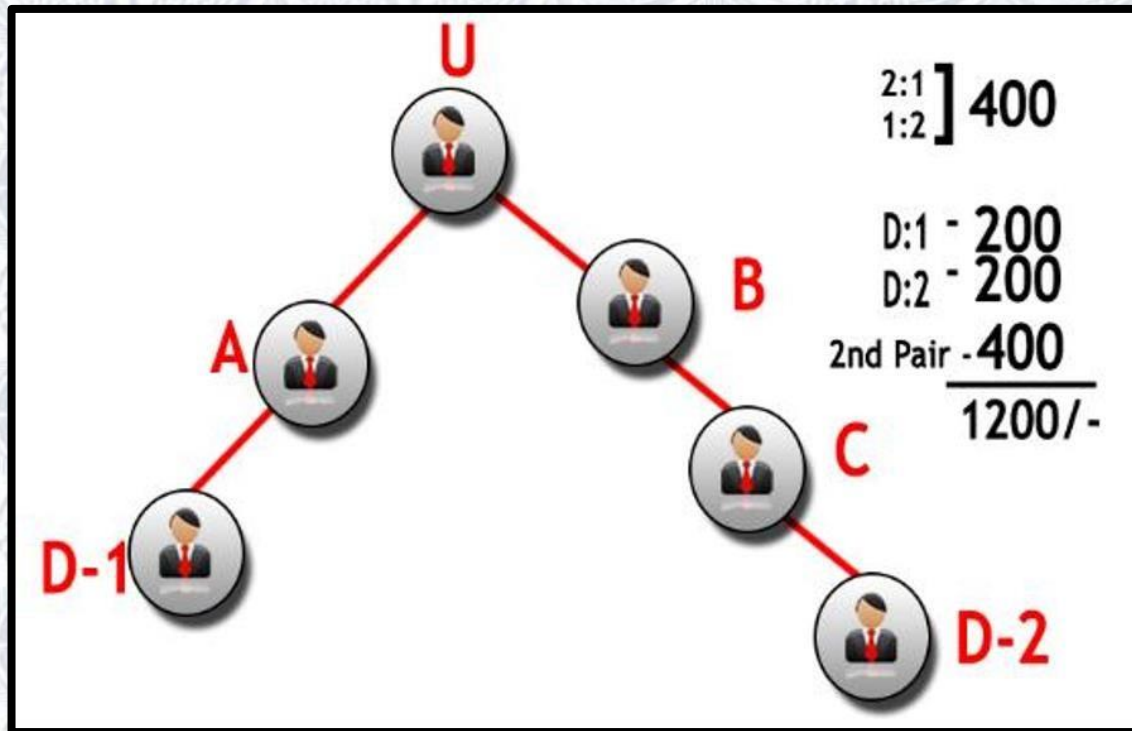 U
2:1
1:2 ] 400
D:1 - 200
B
D:2 - 200
A
2nd Pair - 400
1200/-
C
D-1
D-2